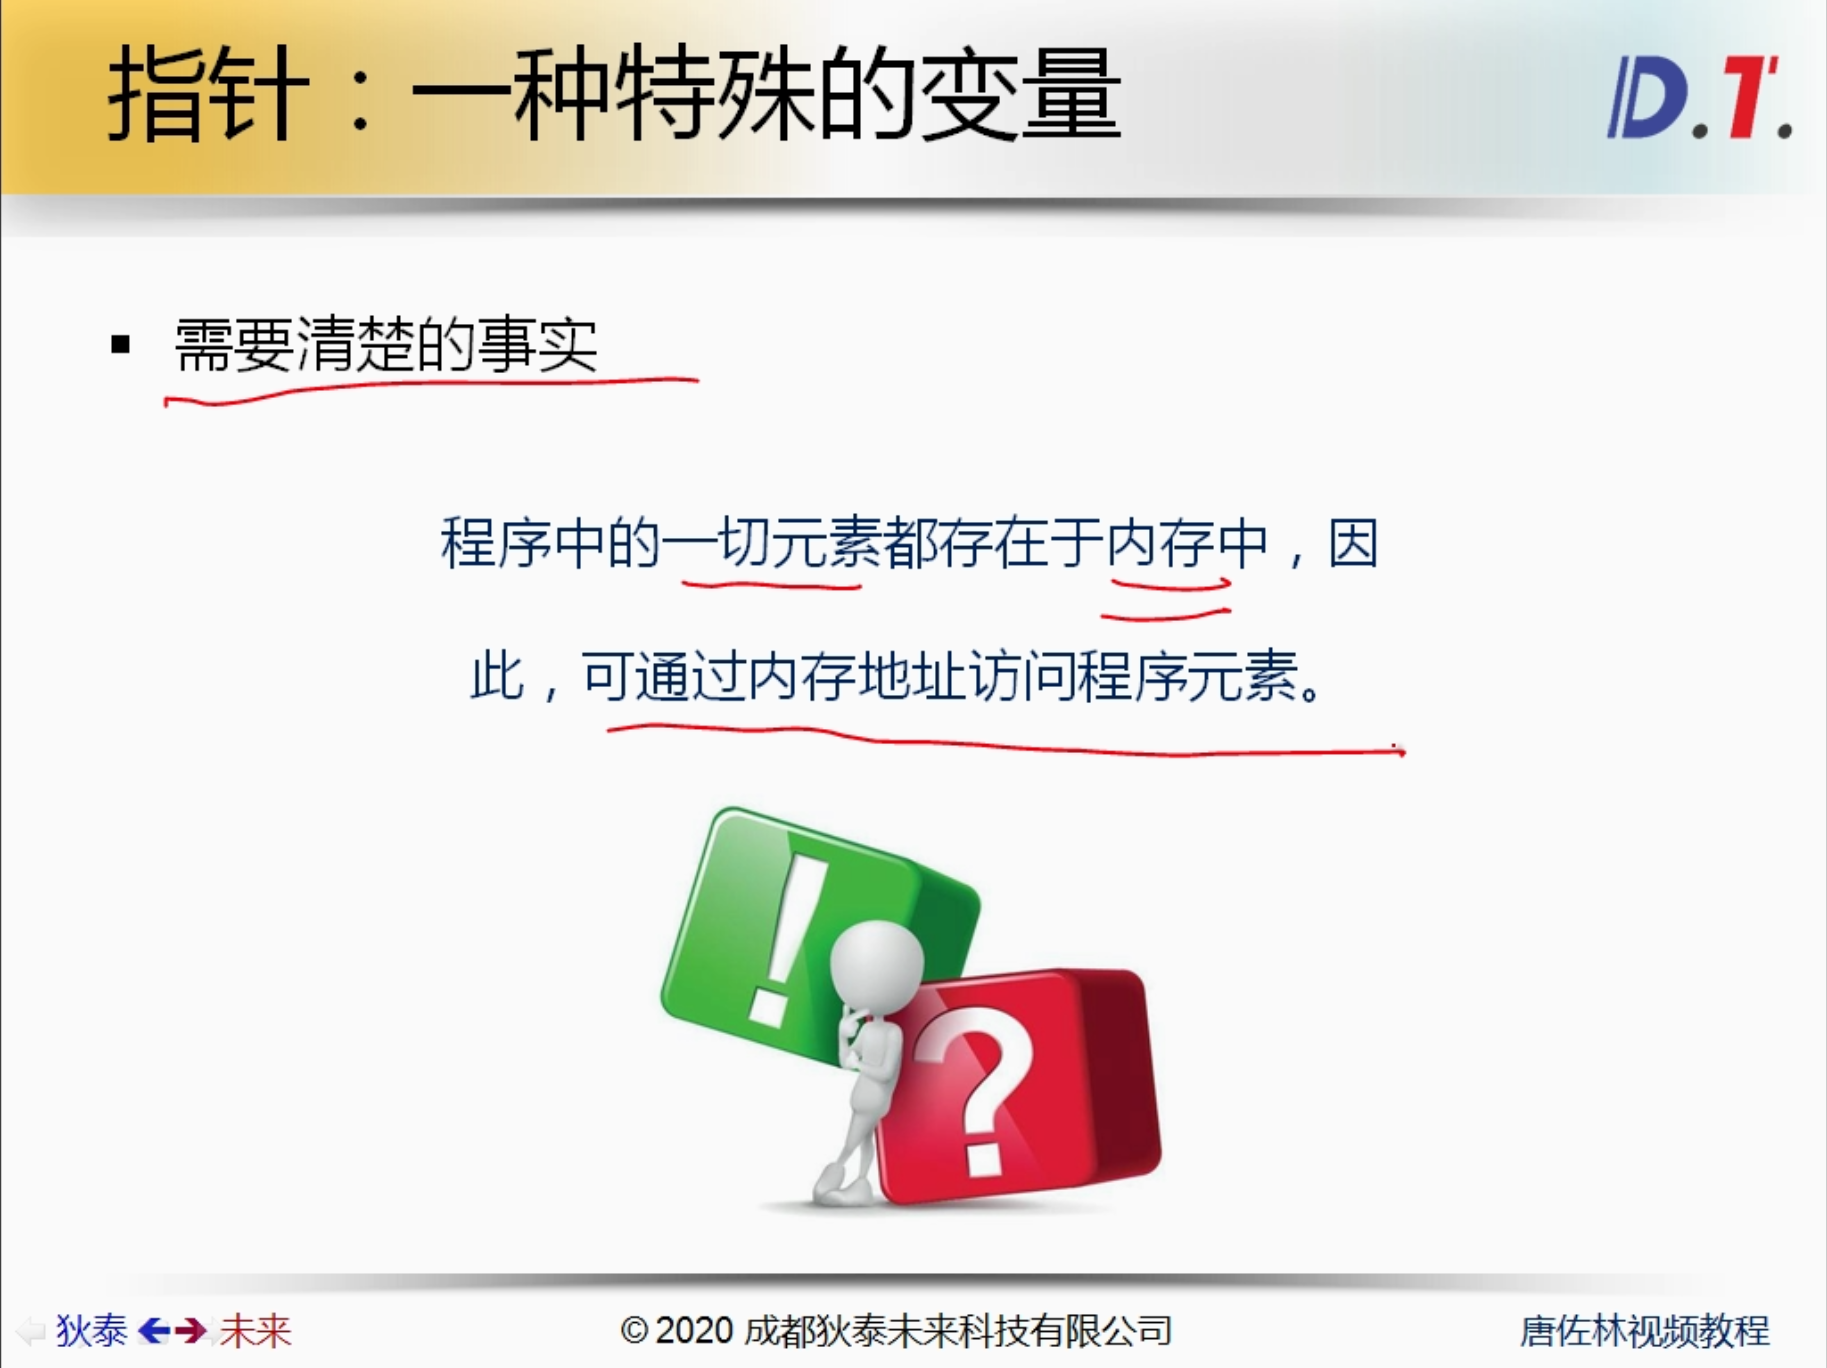 指针：一种特殊的变量
D.T.
需要清楚的事实
程序中的一切元素都存在于内存中，因
此，可通过内存地址访问程序元素。
!
?
狄泰 未来
© 2020 成都狄泰未来科技有限公司
唐佐林视频教程